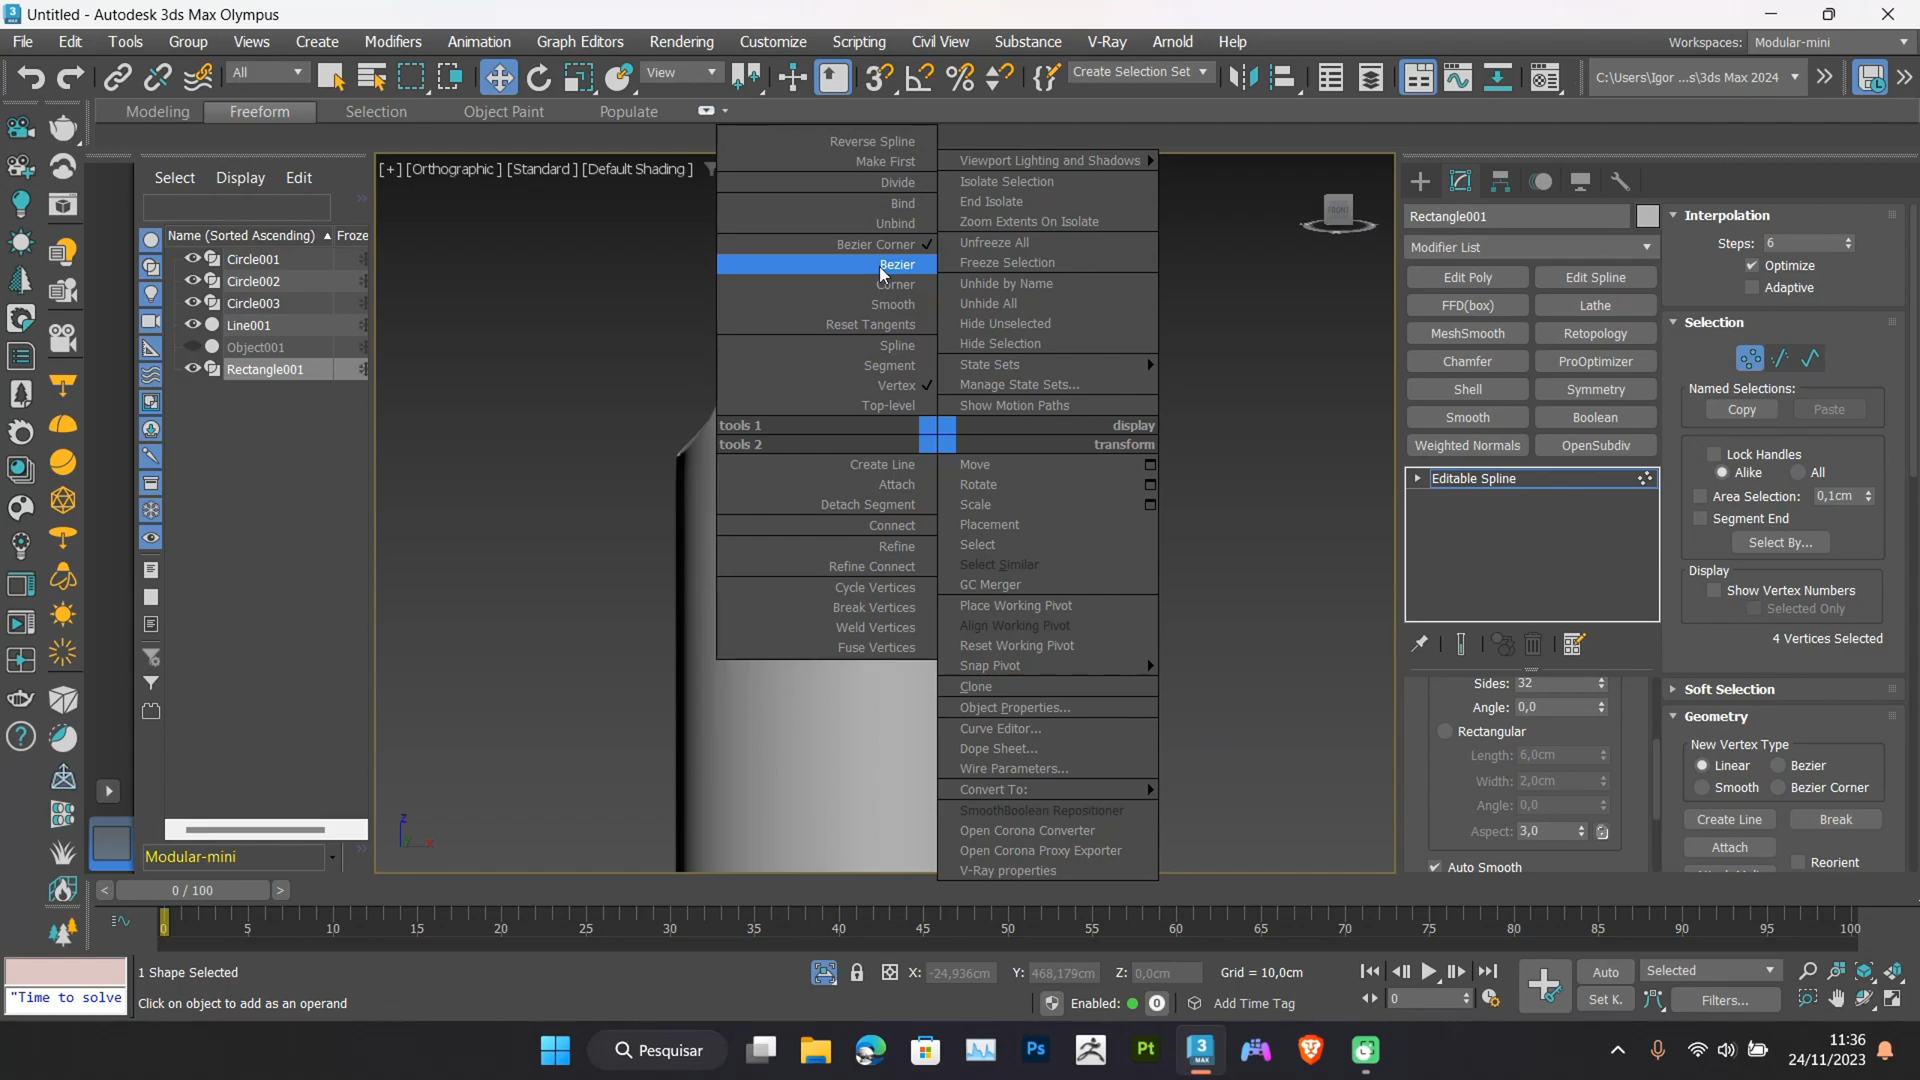 Untitled - Autodesk 3ds Max Olympus
File Edit Tools Group Views Create Modifiers Animation Graph Editors Rendering Customize Scripting Civil View Substance V-Ray Arnold Help
Workspaces: Modular-mini
All View Create Selection Set C:\Users\Igor ...s\3ds Max 2024
Modeling Freeform Selection Object Paint Populate
Select Display Edit
Name (Sorted Ascending) Froze
Circle001
Circle002
Circle003
Line001
Object001
Rectangle001
Modular-mini
[+] [Orthographic ] [Standard ] [Default Shading ]
FRONT
Reverse Spline
Make First
Divide
Bind
Unbind
Bezier Corner
Bezier
Corner
Smooth
Reset Tangents
Spline
Segment
Vertex
Top-level
tools 1
tools 2
Create Line
Attach
Detach Segment
Connect
Refine
Refine Connect
Cycle Vertices
Break Vertices
Weld Vertices
Fuse Vertices
Viewport Lighting and Shadows
Isolate Selection
End Isolate
Zoom Extents On Isolate
Unfreeze All
Freeze Selection
Unhide by Name
Unhide All
Hide Unselected
Hide Selection
State Sets
Manage State Sets...
Show Motion Paths
display
transform
Move
Rotate
Scale
Placement
Select
Select Similar
GC Merger
Place Working Pivot
Align Working Pivot
Reset Working Pivot
Snap Pivot
Clone
Object Properties...
Curve Editor...
Dope Sheet...
Wire Parameters...
Convert To:
SmoothBoolean Repositioner
Open Corona Converter
Open Corona Proxy Exporter
V-Ray properties
z
x
Rectangle001
Modifier List
Edit Poly Edit Spline
FFD(box) Lathe
MeshSmooth Retopology
Chamfer ProOptimizer
Shell Symmetry
Smooth Boolean
Weighted Normals OpenSubdiv
Editable Spline
Sides: 32
Angle: 0,0
Rectangular
Length: 6,0cm
Width: 2,0cm
Angle: 0,0
Aspect: 3,0
Auto Smooth
Interpolation
Steps: 6
Optimize
Adaptive
Selection
Named Selections:
Copy Paste
Lock Handles
Alike All
Area Selection: 0,1cm
Segment End
Select By...
Display
Show Vertex Numbers
Selected Only
4 Vertices Selected
Soft Selection
Geometry
New Vertex Type
Linear Bezier
Smooth Bezier Corner
Create Line Break
Attach
Reorient
< 0 / 100 >
0 5 10 15 20 25 30 35 40 45 50 55 60 65 70 75 80 85 90 95 100
"Time to solve
1 Shape Selected
Click on object to add as an operand
X: -24,936cm Y: 468,179cm Z: 0,0cm Grid = 10,0cm
Enabled: 0 Add Time Tag
0
Auto Selected
Set K. Filters...
Pesquisar
Ps
Pt
3
MAX
11:36
24/11/2023